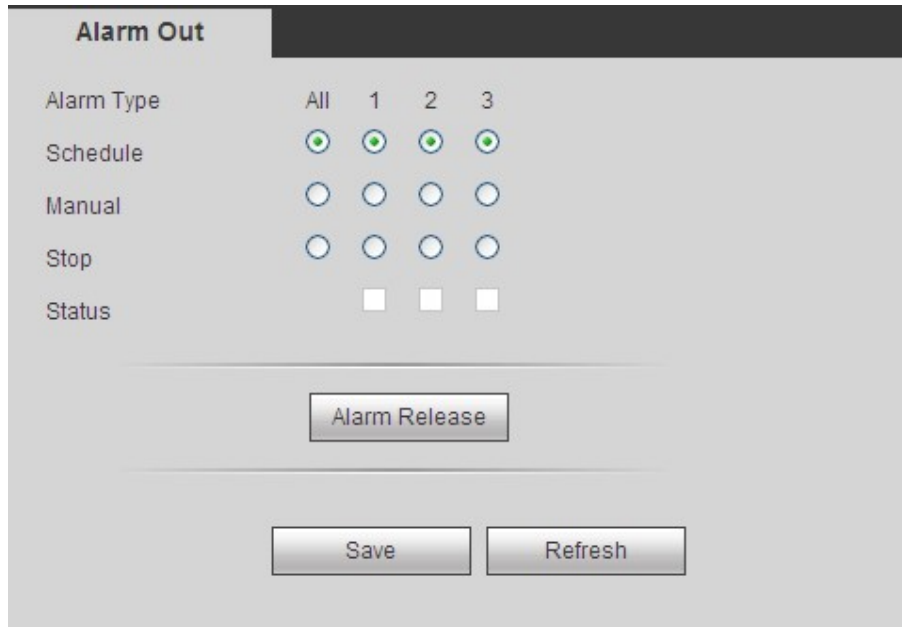 Alarm Out
Alarm Type All 1 2 3
Schedule
Manual
Stop
Status
Alarm Release
Save Refresh